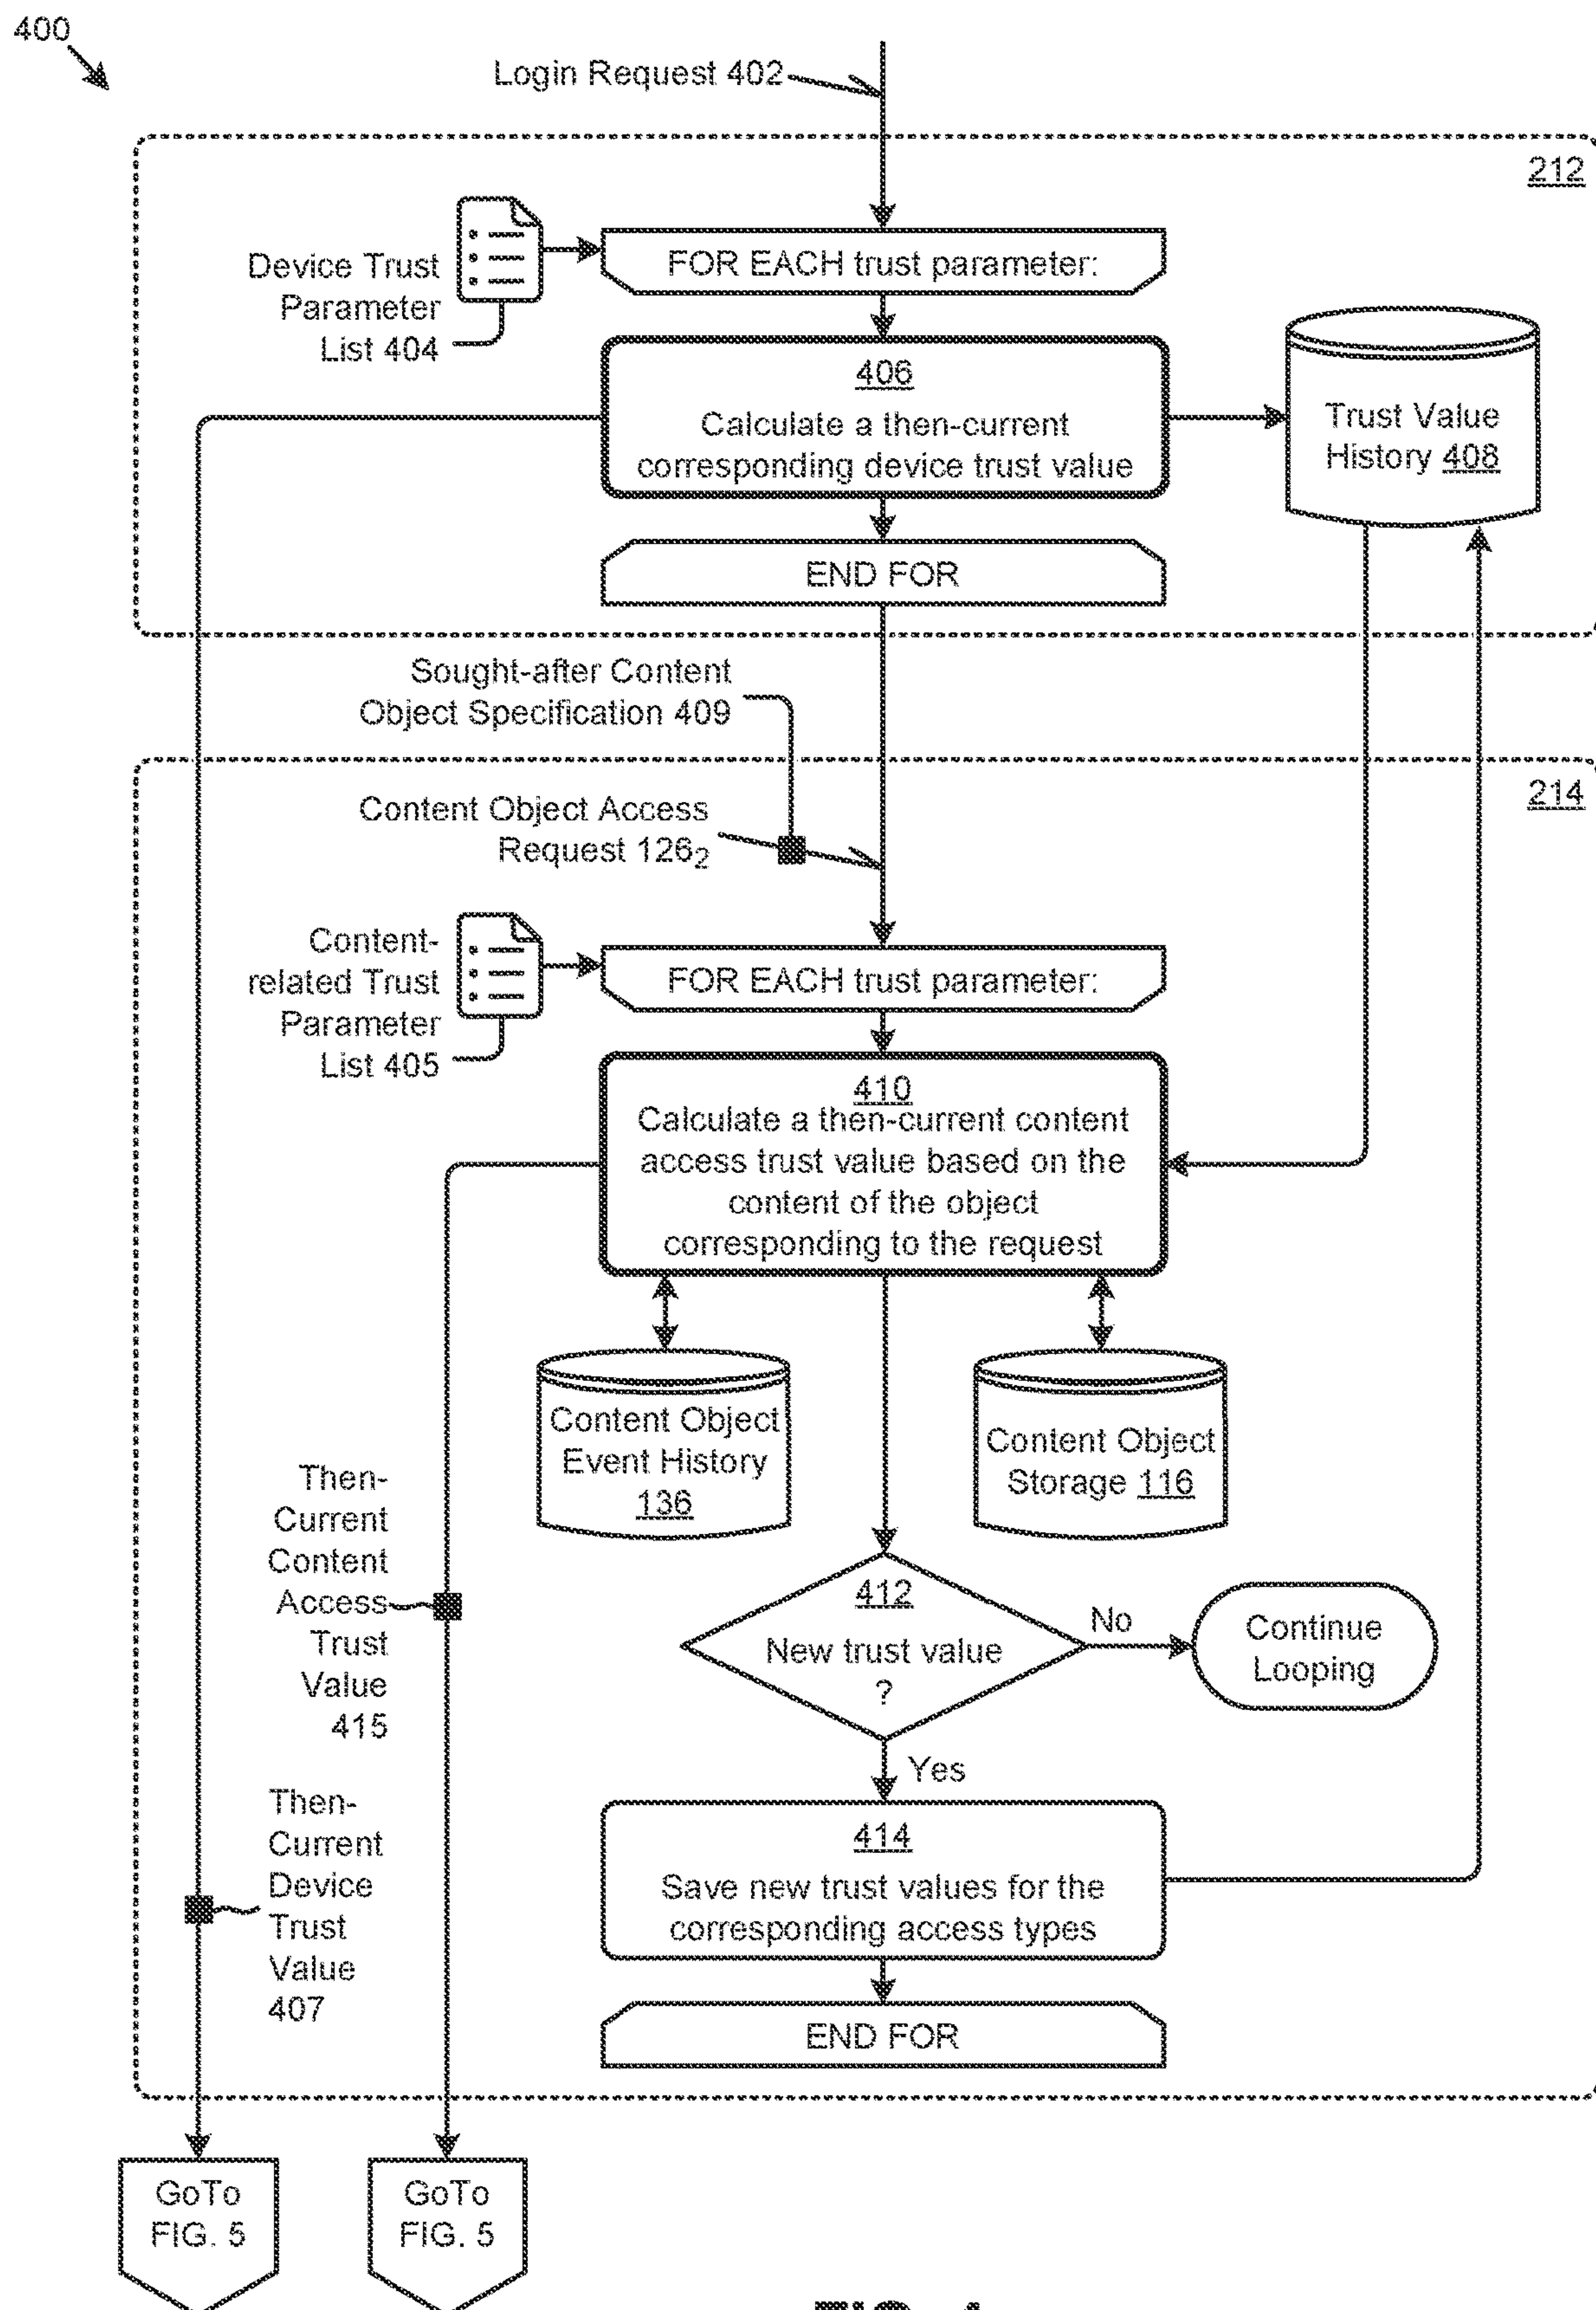 400
Login Request 402
212
Device Trust
Parameter
List 404
FOR EACH trust parameter:
406
Calculate a then-current
corresponding device trust value
Trust Value
History 408
END FOR
Sought-after Content
Object Specification 409
214
Content Object Access
Request 126₂
Content-
related Trust
Parameter
List 405
FOR EACH trust parameter:
410
Calculate a then-current content
access trust value based on the
content of the object
corresponding to the request
Content Object
Event History
136
Content Object
Storage 116
Then-
Current
Content
Access
Trust
Value
415
412
New trust value
?
No
Continue
Looping
Yes
Then-
Current
Device
Trust
Value
407
414
Save new trust values for the
corresponding access types
END FOR
GoTo
FIG. 5
GoTo
FIG. 5